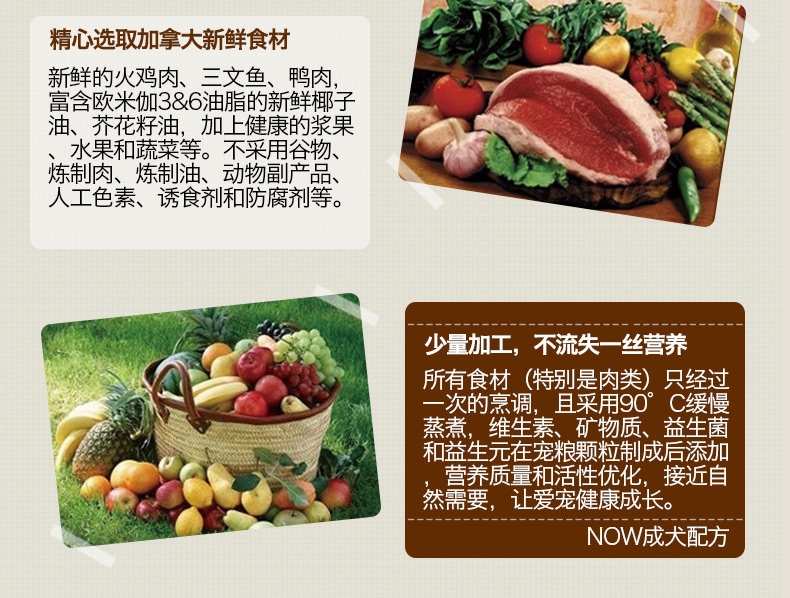 精心选取加拿大新鲜食材
新鲜的火鸡肉、三文鱼、鸭肉，
富含欧米伽3&6油脂的新鲜椰子
油、芥花籽油，加上健康的浆果
、水果和蔬菜等。不采用谷物、
炼制肉、炼制油、动物副产品、
人工色素、诱食剂和防腐剂等。
少量加工，不流失一丝营养
所有食材（特别是肉类）只经过
一次的烹调，且采用90°C缓慢
蒸煮，维生素、矿物质、益生菌
和益生元在宠粮颗粒制成后添加
，营养质量和活性优化，接近自
然需要，让爱宠健康成长。
NOW成犬配方